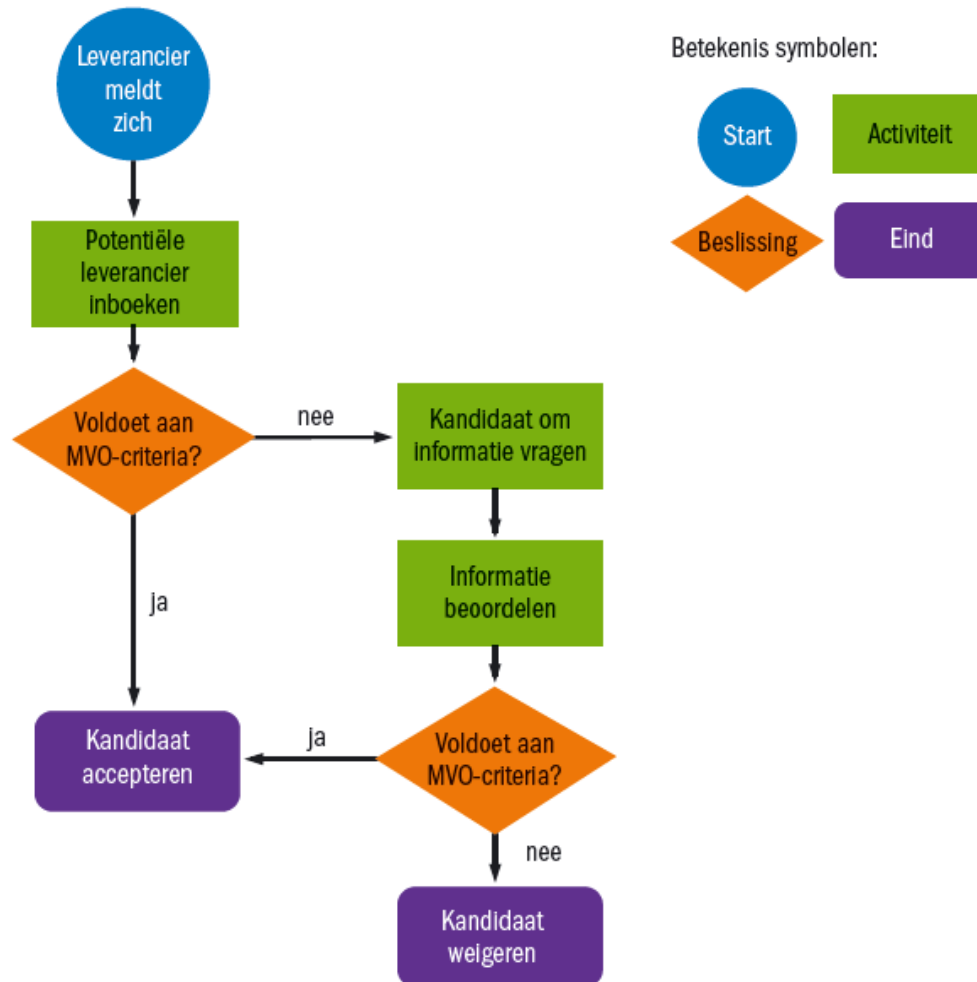 Leverancier
meldt
zich
Betekenis symbolen:
Start
Activiteit
Beslissing
Eind
Potentiële
leverancier
inboeken
Voldoet aan
MVO-criteria?
nee
Kandidaat om
informatie vragen
Informatie
beoordelen
ja
Kandidaat
accepteren
ja
Voldoet aan
MVO-criteria?
nee
Kandidaat
weigeren